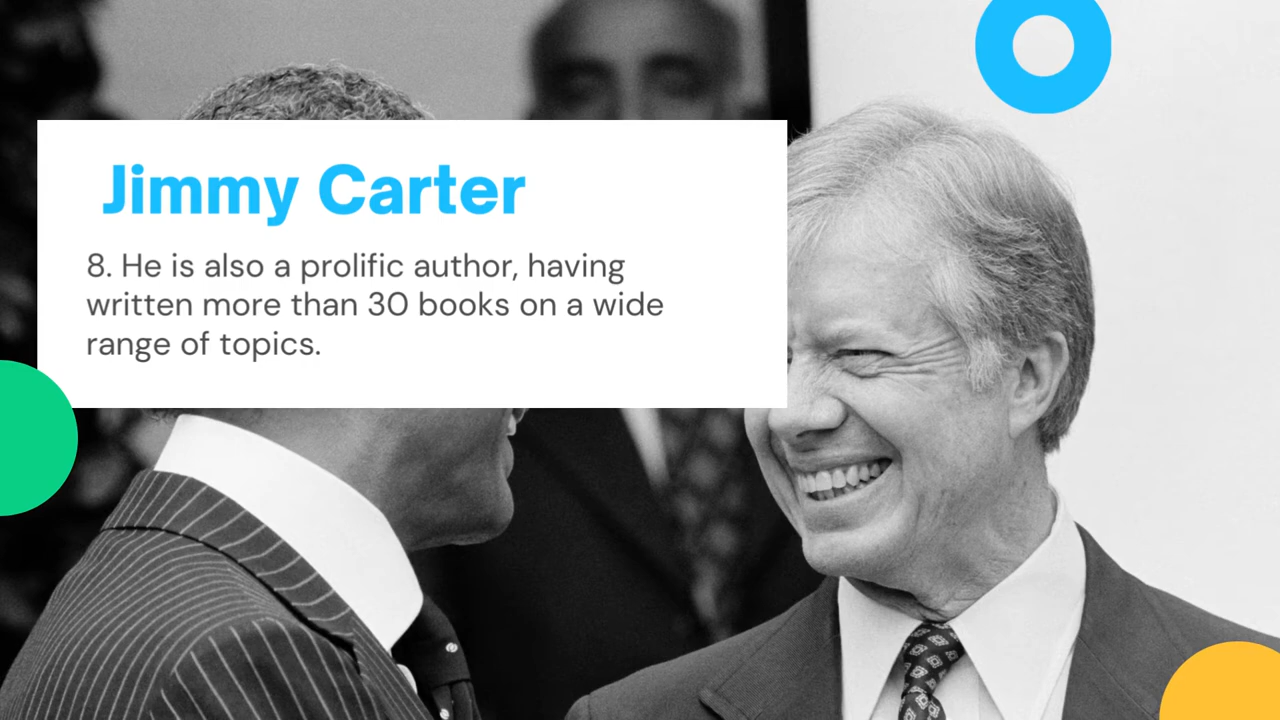 Jimmy Carter
8. He is also a prolific author, having
written more than 30 books on a wide
range of topics.